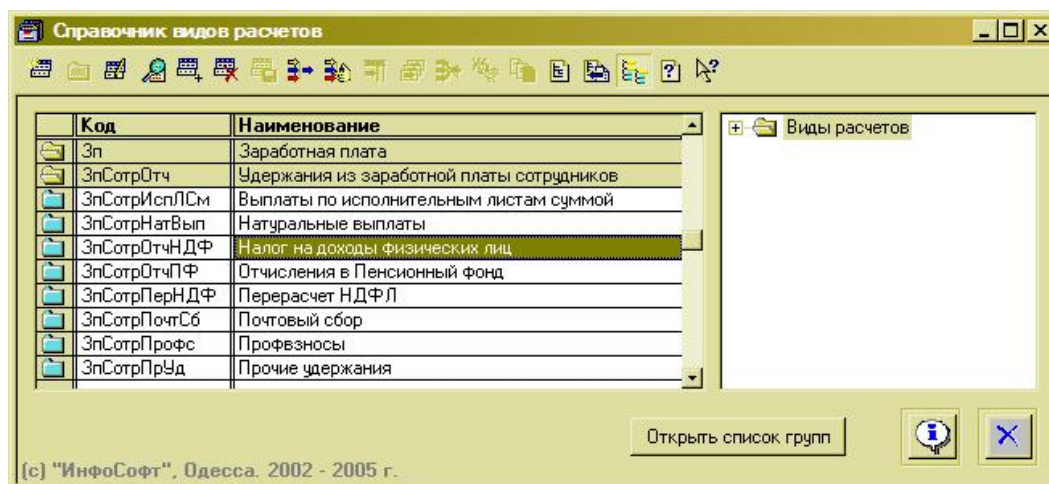 Справочник видов расчетов
Код Наименование
Зп Заработная плата
ЗпСотрОтч Удержания из заработной платы сотрудников
ЗпСотрИспЛСм Выплаты по исполнительным листам суммой
ЗпСотрНатВып Натуральные выплаты
ЗпСотрОтчНДФ Налог на доходы физических лиц
ЗпСотрОтчПФ Отчисления в Пенсионный фонд
ЗпСотрПерНДФ Перерасчет НДФЛ
ЗпСотрПочтСб Почтовый сбор
ЗпСотрПрофс Профвзносы
ЗпСотрПрУд Прочие удержания
Виды расчетов
Открыть список групп
(c) "ИнфоСофт", Одесса. 2002 - 2005 г.